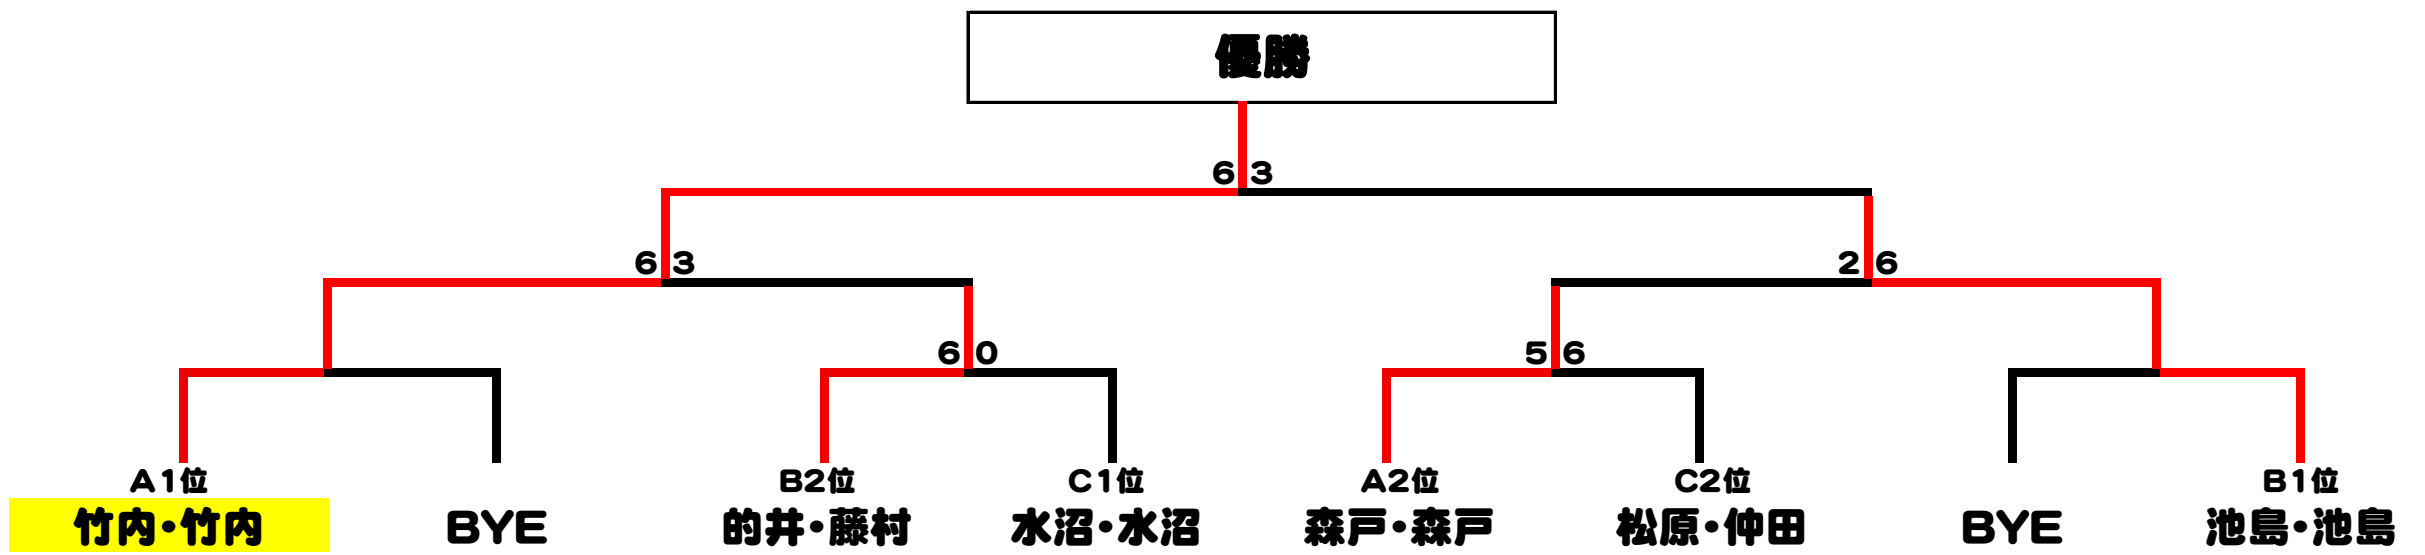 優勝
6 3
6 3
2 6
6 0
5 6
A1位
B2位
C1位
A2位
C2位
B1位
竹内・竹内
BYE
的井・藤村
水沼・水沼
森戸・森戸
松原・仲田
BYE
池島・池島